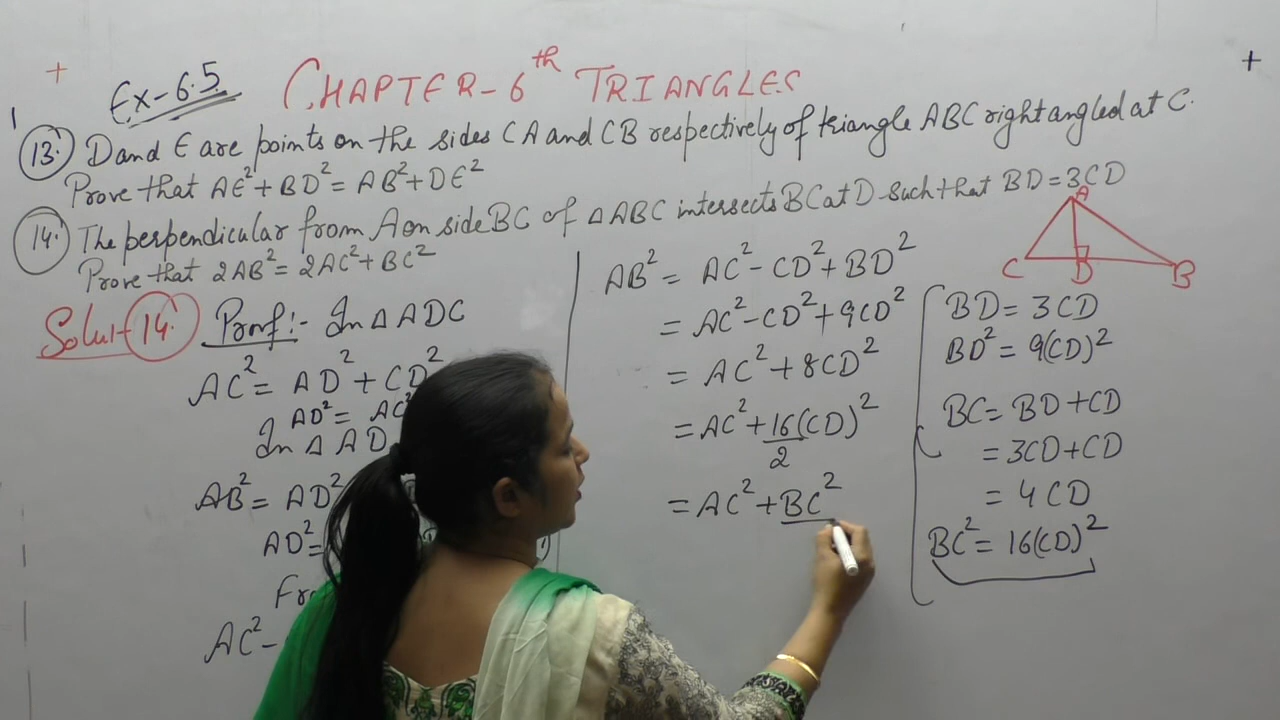 Ex-6.5 CHAPTER-6th TRIANGLES
13. D and E are points on the sides CA and CB respectively of triangle ABC right angled at C.
Prove that AE²+BD²=AB²+DE²
14. The perpendicular from A on side BC of △ABC intersects BC at D such that BD=3CD
Prove that 2AB²=2AC²+BC²
Solut 14. Proof:- In △ADC
AC²= AD²+CD²
AD²= AC²
In △AD
AB²= AD²
AD²=
AC²-
AB²= AC²-CD²+BD²
= AC²-CD²+9CD²
= AC²+8CD²
= AC²+16(CD)²
2
= AC²+BC²
A
C D B
BD= 3CD
BD²= 9(CD)²
BC= BD+CD
=3CD+CD
= 4CD
BC²= 16(CD)²